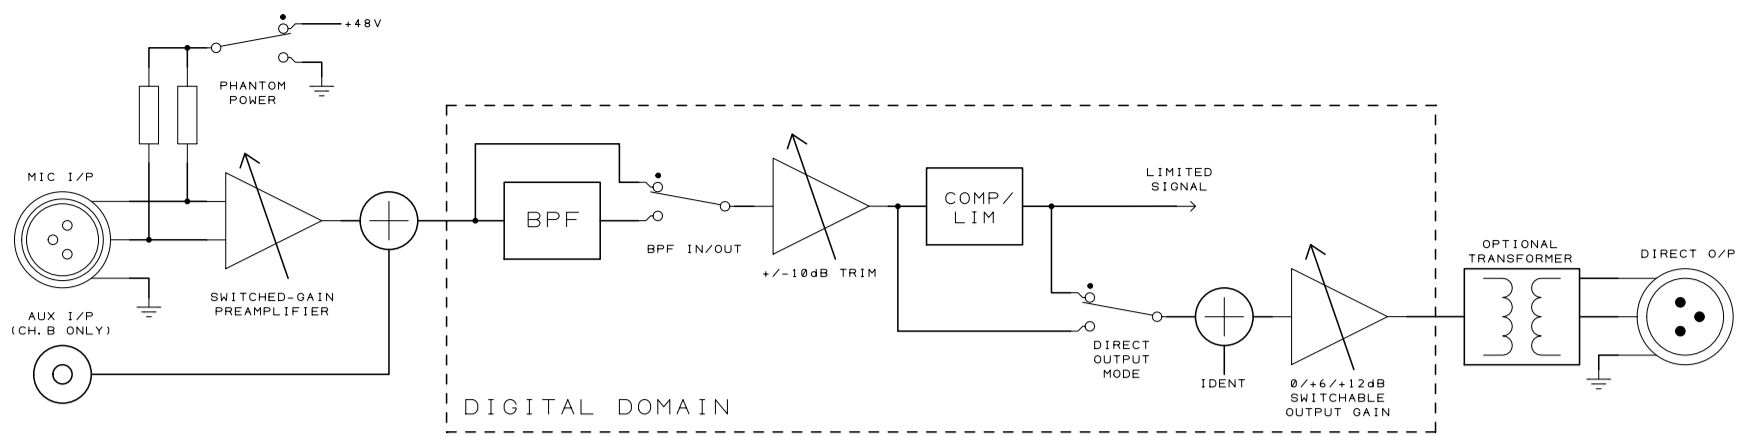 +48V
PHANTOM
POWER
MIC I/P
SWITCHED-GAIN
PREAMPLIFIER
AUX I/P
(CH.B ONLY)
BPF
BPF IN/OUT
+/-10dB TRIM
COMP/
LIM
LIMITED
SIGNAL
DIRECT
OUTPUT
MODE
IDENT
0/+6/+12dB
SWITCHABLE
OUTPUT GAIN
OPTIONAL
TRANSFORMER
DIRECT O/P
DIGITAL DOMAIN